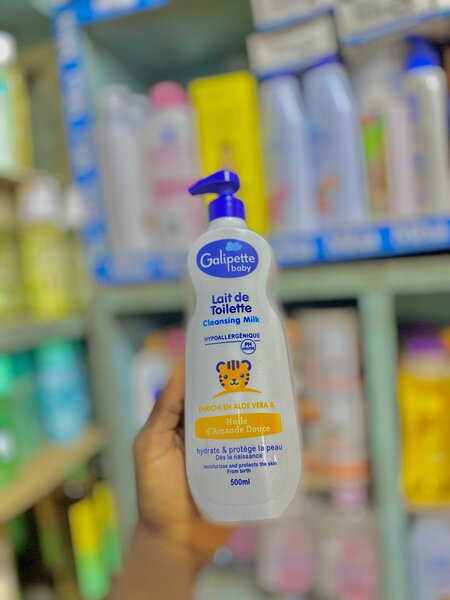 Galipette
baby
Lait de
Toilette
Cleansing Milk
HYPOALLERGÉNIQUE
PH
NEUTRE
ENRICHI EN ALOE VERA &
Huile
d'Amande Douce
hydrate & protège la peau
Dès la naissance
moisturizes and protects the skin
From birth
500ml